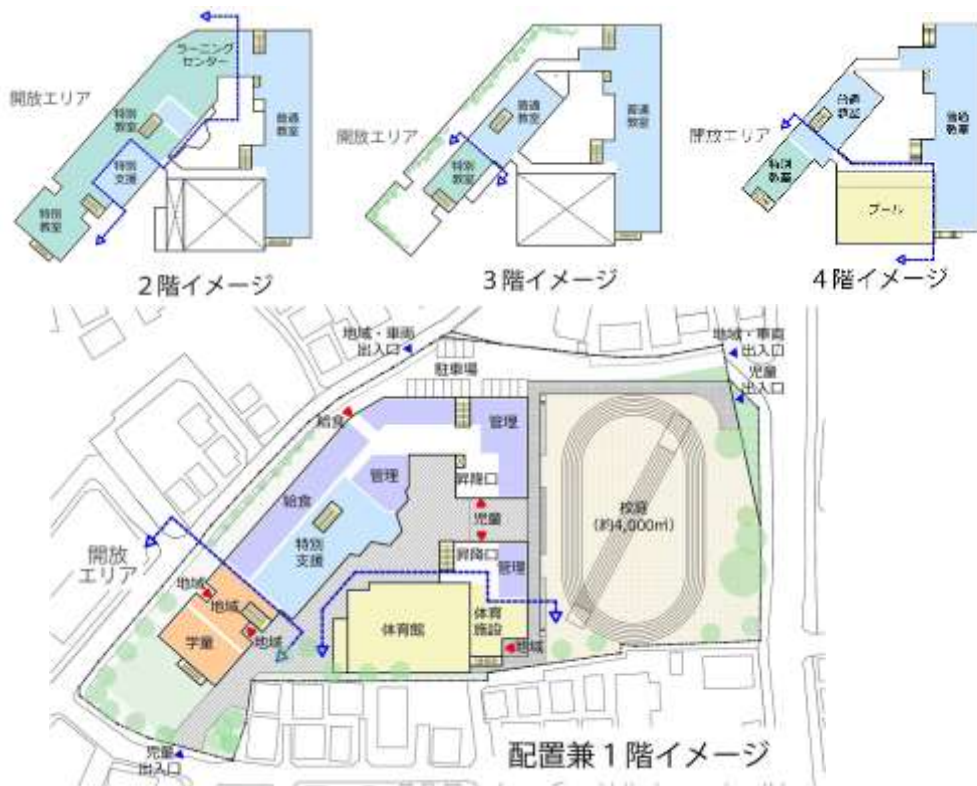 ラーニング
センター
開放エリア
特別
教室
普通
教室
特別
支援
特別
教室
2階イメージ
普通
教室
普通
教室
開放エリア
特別
教室
3階イメージ
普通
教室
普通
教室
開放エリア
特別
教室
プール
4階イメージ
地域・車両
出入口
駐車場
地域・車両
出入口
児童
出入口
給食
管理
管理
昇降口
給食
児童
校庭
(約4,000㎡)
特別
支援
昇降口
管理
開放
エリア
地域
地域
地域
学童
体育館
体育
施設
地域
児童
出入口
配置兼1階イメージ